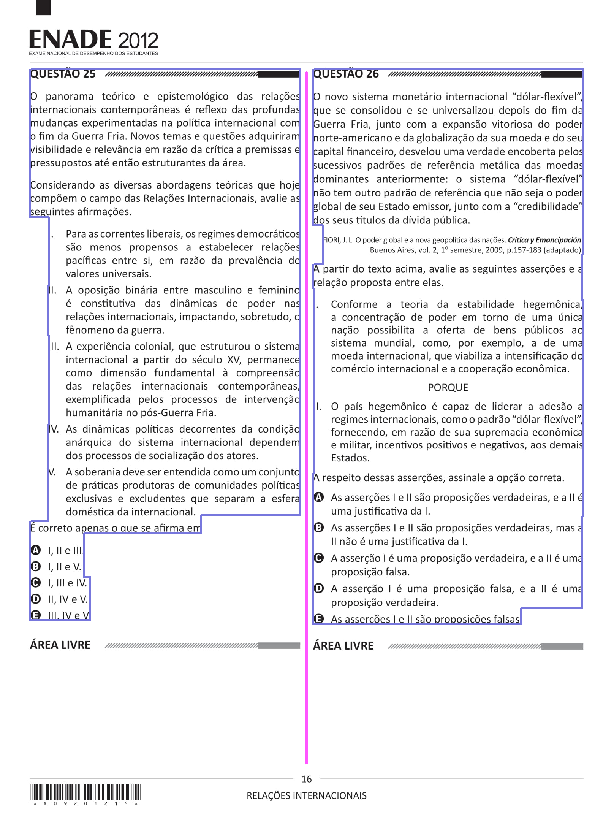 ENADE 2012
EXAME NACIONAL DE DESEMPENHO DOS ESTUDANTES
QUESTÃO 25
O panorama teórico e epistemológico das relações
internacionais contemporâneas é reflexo das profundas
mudanças experimentadas na política internacional com
o fim da Guerra Fria. Novos temas e questões adquiriram
visibilidade e relevância em razão da crítica a premissas e
pressupostos até então estruturantes da área.
Considerando as diversas abordagens teóricas que hoje
compõem o campo das Relações Internacionais, avalie as
seguintes afirmações.
I. Para as correntes liberais, os regimes democráticos
são menos propensos a estabelecer relações
pacíficas entre si, em razão da prevalência de
valores universais.
II. A oposição binária entre masculino e feminino
é constitutiva das dinâmicas de poder nas
relações internacionais, impactando, sobretudo, o
fenômeno da guerra.
III. A experiência colonial, que estruturou o sistema
internacional a partir do século XV, permanece
como dimensão fundamental à compreensão
das relações internacionais contemporâneas,
exemplificada pelos processos de intervenção
humanitária no pós-Guerra Fria.
IV. As dinâmicas políticas decorrentes da condição
anárquica do sistema internacional dependem
dos processos de socialização dos atores.
V. A soberania deve ser entendida como um conjunto
de práticas produtoras de comunidades políticas
exclusivas e excludentes que separam a esfera
doméstica da internacional.
É correto apenas o que se afirma em
A I, II e III.
B I, II e V.
C I, III e IV.
D II, IV e V.
E III, IV e V.
ÁREA LIVRE
QUESTÃO 26
O novo sistema monetário internacional “dólar-flexível”,
que se consolidou e se universalizou depois do fim da
Guerra Fria, junto com a expansão vitoriosa do poder
norte-americano e da globalização da sua moeda e do seu
capital financeiro, desvelou uma verdade encoberta pelos
sucessivos padrões de referência metálica das moedas
dominantes anteriormente: o sistema “dólar-flexível”
não tem outro padrão de referência que não seja o poder
global de seu Estado emissor, junto com a “credibilidade”
dos seus títulos da dívida pública.
FIORI, J. L. O poder global e a nova geopolítica das nações. Crítica y Emancipación.
Buenos Aires, vol. 2, 1º semestre, 2009, p.157-183 (adaptado).
A partir do texto acima, avalie as seguintes asserções e a
relação proposta entre elas.
I. Conforme a teoria da estabilidade hegemônica,
a concentração de poder em torno de uma única
nação possibilita a oferta de bens públicos ao
sistema mundial, como, por exemplo, a de uma
moeda internacional, que viabiliza a intensificação do
comércio internacional e a cooperação econômica.
PORQUE
II. O país hegemônico é capaz de liderar a adesão a
regimes internacionais, como o padrão “dólar-flexível”,
fornecendo, em razão de sua supremacia econômica
e militar, incentivos positivos e negativos, aos demais
Estados.
A respeito dessas asserções, assinale a opção correta.
A As asserções I e II são proposições verdadeiras, e a II é
uma justificativa da I.
B As asserções I e II são proposições verdadeiras, mas a
II não é uma justificativa da I.
C A asserção I é uma proposição verdadeira, e a II é uma
proposição falsa.
D A asserção I é uma proposição falsa, e a II é uma
proposição verdadeira.
E As asserções I e II são proposições falsas.
ÁREA LIVRE
16
RELAÇÕES INTERNACIONAIS